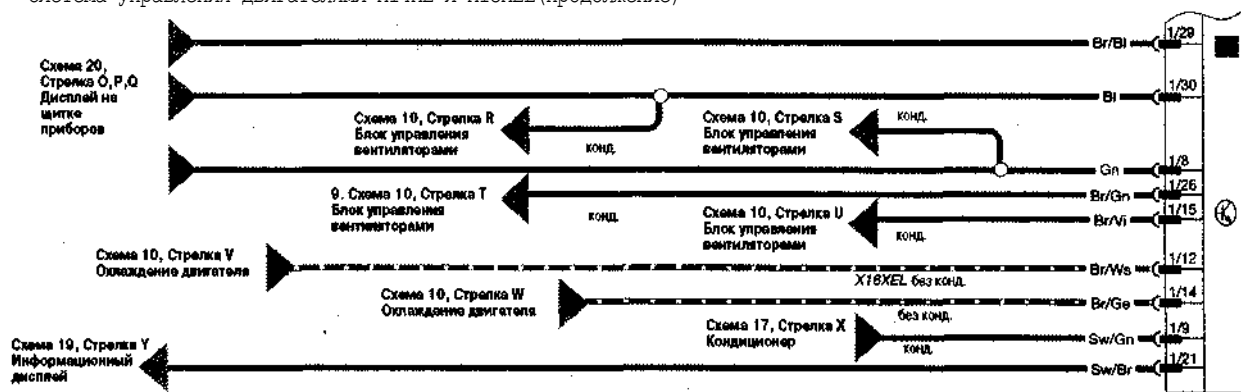 Br/Bl
1/29
Схема 20,
Стрелка O,P,Q
Дисплей на
щитке
приборов
Bl
1/30
Схема 10, Стрелка R
Блок управления
вентиляторами
конд.
Схема 10, Стрелка S
Блок управления
вентиляторами
конд.
Gn
1/8
9. Схема 10, Стрелка T
Блок управления
вентиляторами
конд.
Br/Gn
1/26
Схема 10, Стрелка U
Блок управления
вентиляторами
конд.
Br/Vi
1/15
Схема 10, Стрелка V
Охлаждение двигателя
X16XEL без конд.
Br/Ws
1/12
Схема 10, Стрелка W
Охлаждение двигателя
без конд.
Br/Ge
1/14
Схема 17, Стрелка X
Кондиционер
конд.
Sw/Gn
1/9
Схема 19, Стрелка Y
Информационный
дисплей
Sw/Br
1/21